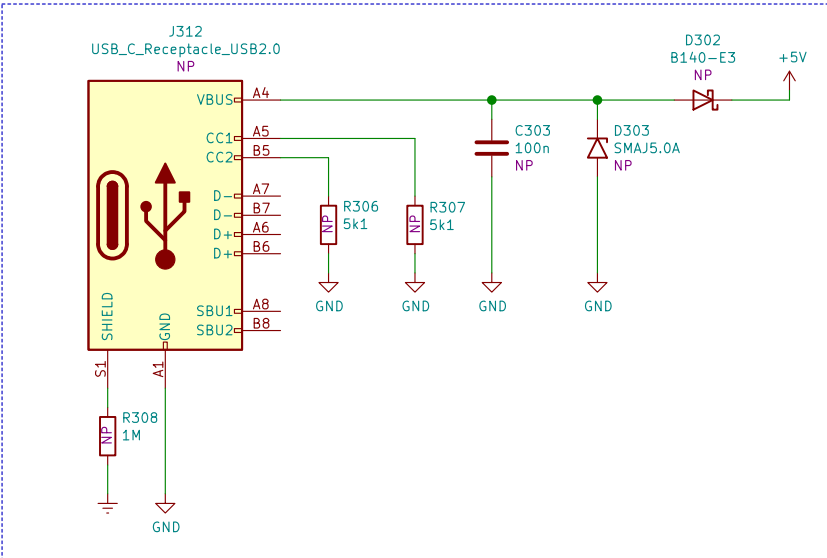 J312
USB_C_Receptacle_USB2.0
NP
VBUS
A4
CC1
A5
CC2
B5
D-
A7
D-
B7
D+
A6
D+
B6
SBU1
A8
SBU2
B8
SHIELD
GND
S1
A1
R306
5k1
NP
GND
R307
5k1
NP
GND
C303
100n
NP
GND
D303
SMAJ5.0A
NP
GND
D302
B140-E3
NP
+5V
R308
1M
NP
GND